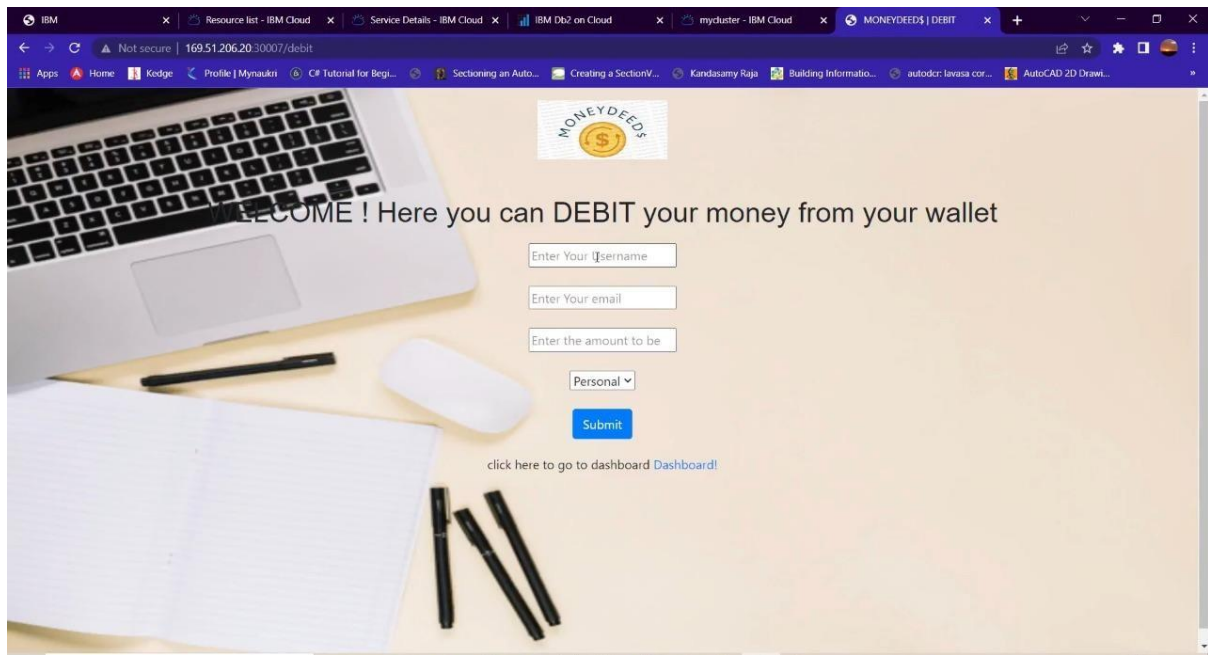 IBM
Resource list - IBM Cloud
Service Details - IBM Cloud
IBM Db2 on Cloud
mycluster - IBM Cloud
MONEYDEED$ | DEBIT
Not secure | 169.51.206.20:30007/debit
Apps
Home
Kedge
Profile | Mynaukri
C# Tutorial for Begi...
Sectioning an Auto...
Creating a SectionV...
Kandasamy Raja
Building Informatio...
autodcr: lavasa cor...
AutoCAD 2D Drawi...
»
MONEYDEED$
$
WELCOME ! Here you can DEBIT your money from your wallet
Enter Your Username
Enter Your email
Enter the amount to be
Personal
Submit
click here to go to dashboard Dashboard!